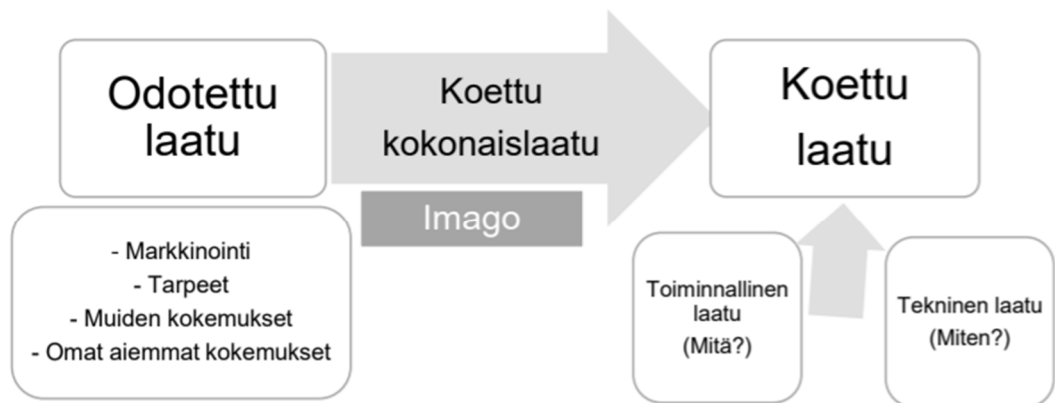 Odotettu
laatu
Koettu
kokonaislaatu
Koettu
laatu
Imago
- Markkinointi
- Tarpeet
- Muiden kokemukset
- Omat aiemmat kokemukset
Toiminnallinen
laatu
(Mitä?)
Tekninen laatu
(Miten?)